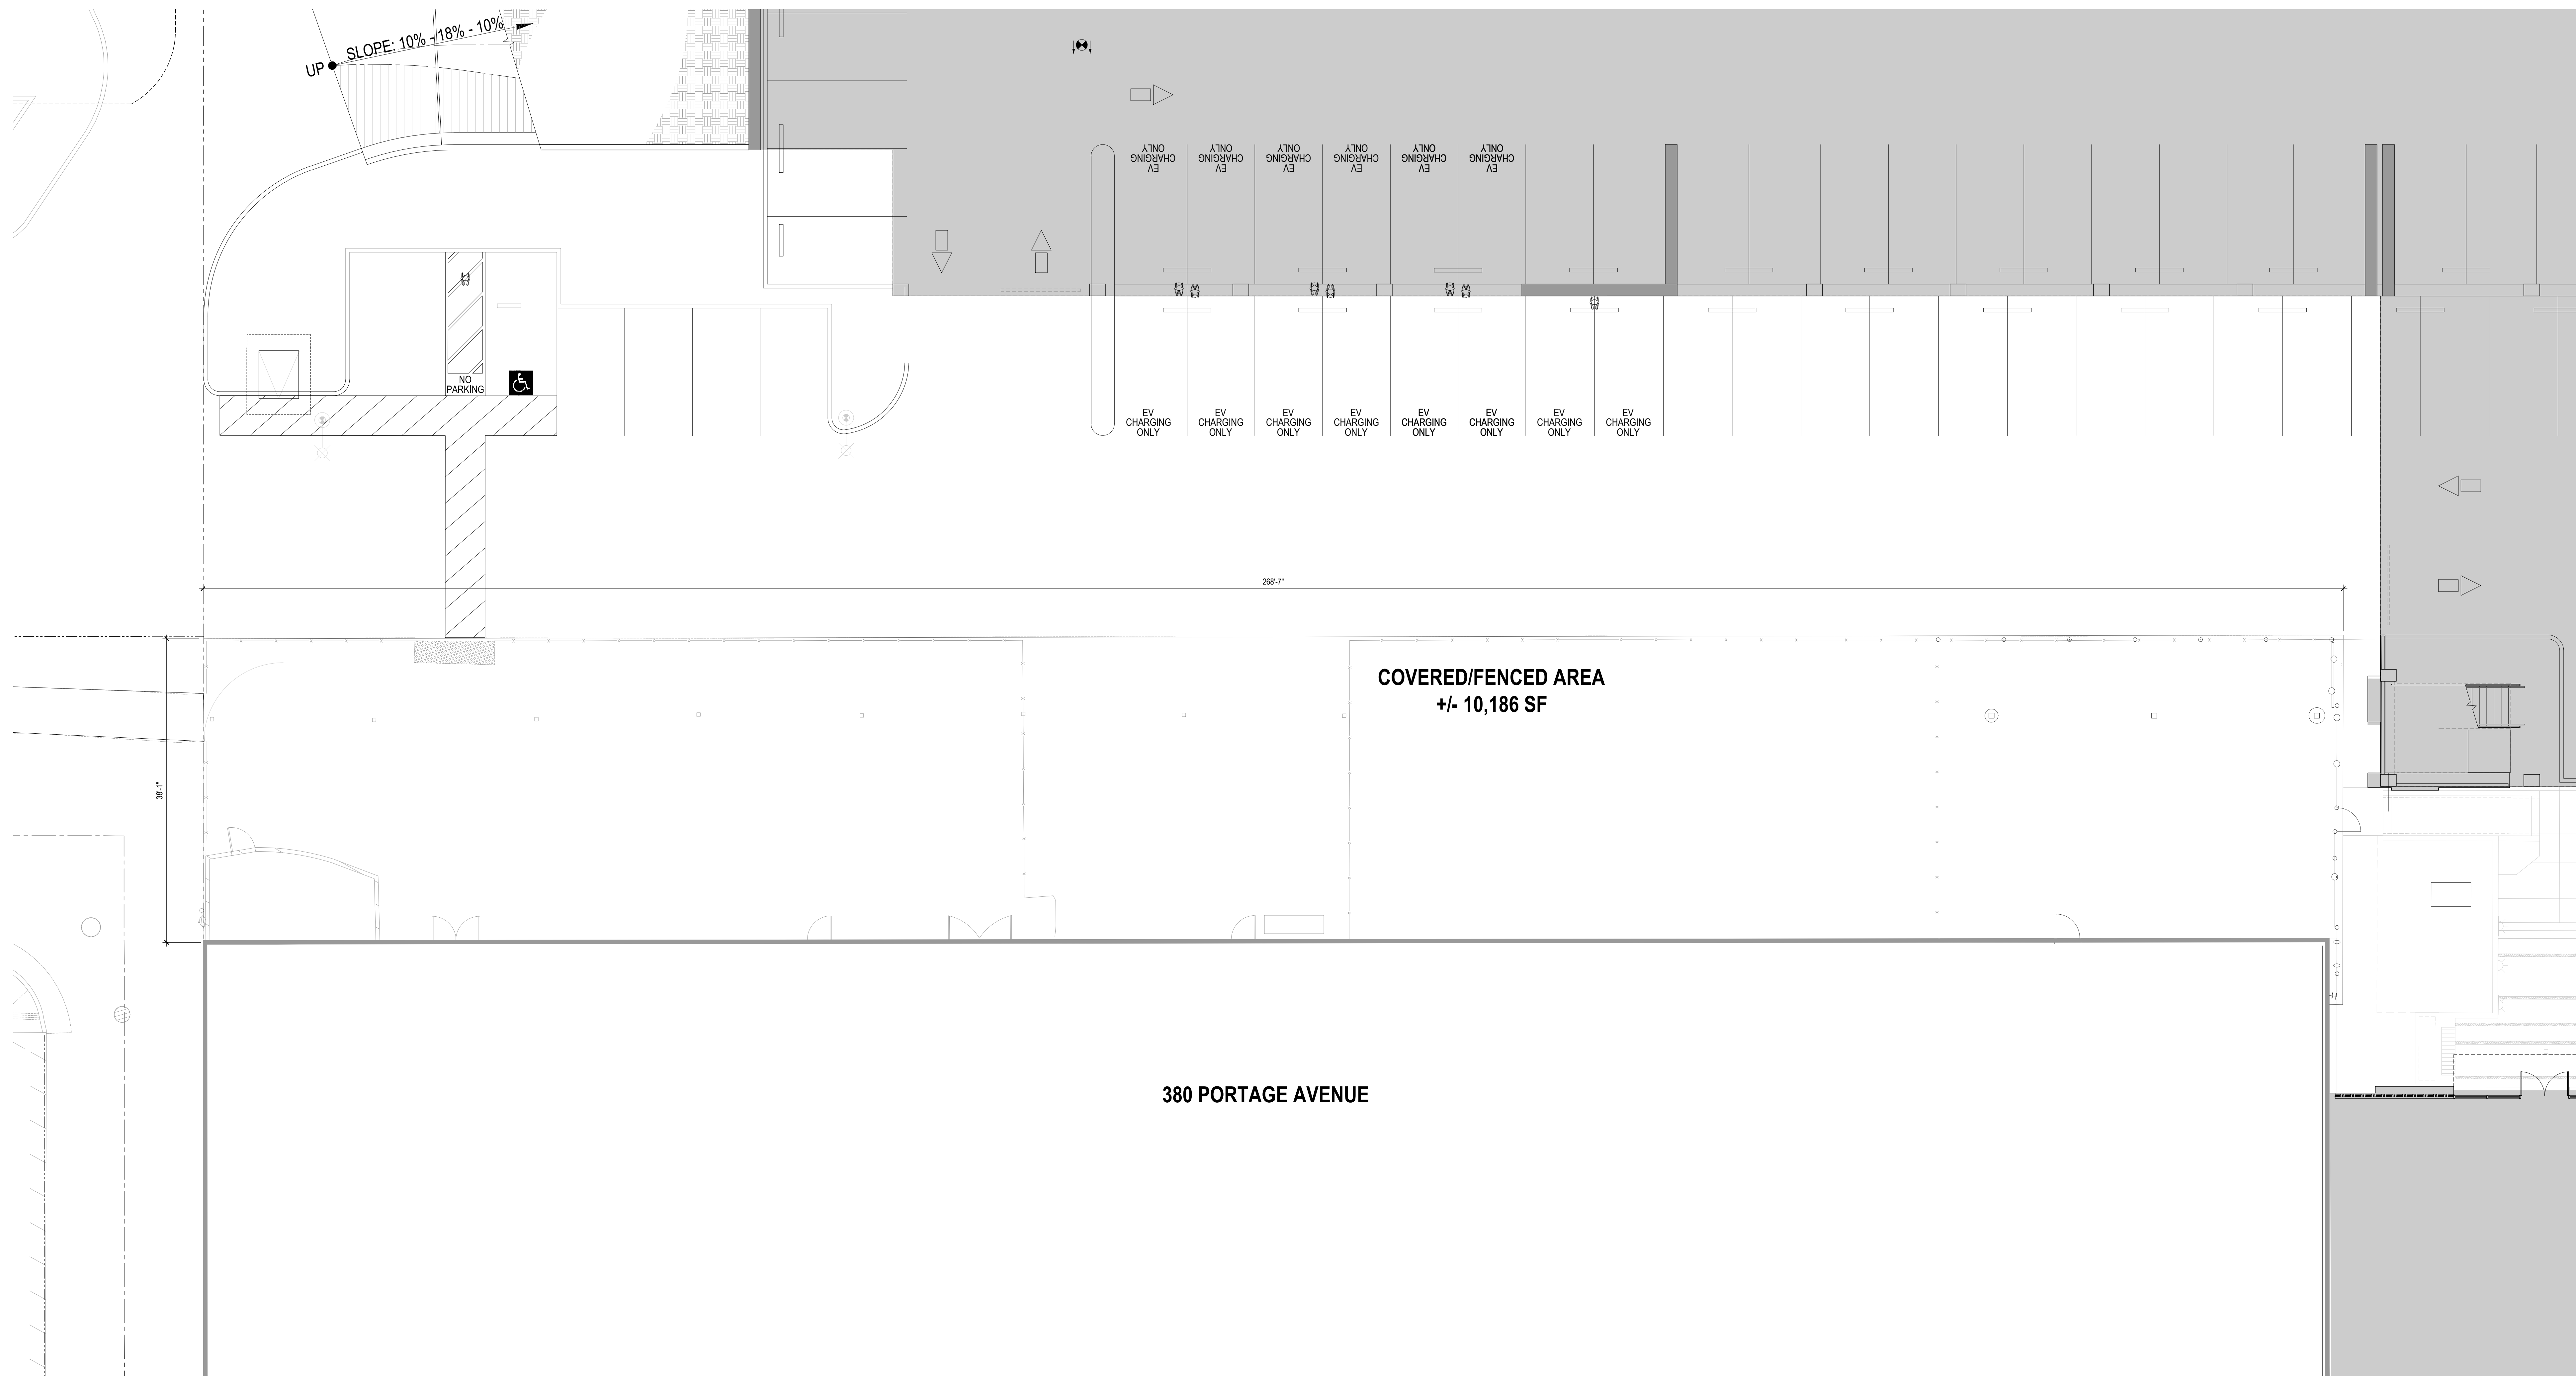 SLOPE: 10% - 18% - 10%
UP
EV CHARGING ONLY
EV CHARGING ONLY
EV CHARGING ONLY
EV CHARGING ONLY
EV CHARGING ONLY
EV CHARGING ONLY
NO
PARKING
EV
CHARGING
ONLY
EV
CHARGING
ONLY
EV
CHARGING
ONLY
EV
CHARGING
ONLY
EV
CHARGING
ONLY
EV
CHARGING
ONLY
EV
CHARGING
ONLY
EV
CHARGING
ONLY
268'-7"
COVERED/FENCED AREA
+/- 10,186 SF
38'-1"
380 PORTAGE AVENUE